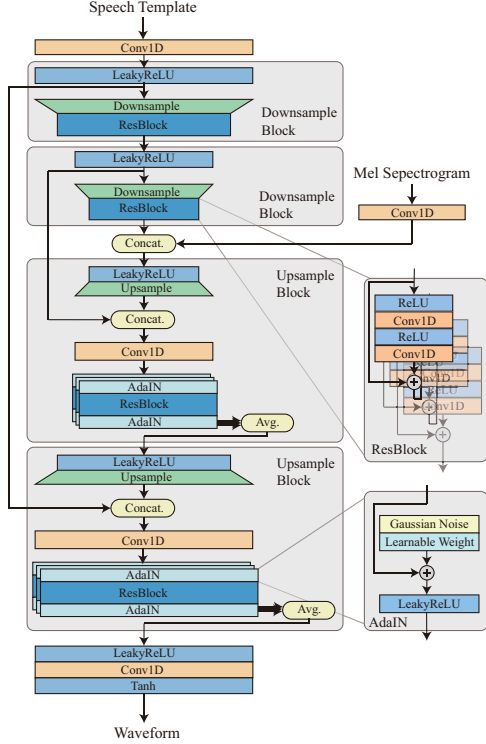 Speech Template
Conv1D
LeakyReLU
Downsample
ResBlock
Downsample
Block
LeakyReLU
Downsample
ResBlock
Downsample
Block
Mel Sepectrogram
Conv1D
Concat.
LeakyReLU
Upsample
Upsample
Block
Concat.
Conv1D
AdaIN
ResBlock
AdaIN
Avg.
ReLU
Conv1D
ReLU
Conv1D
ResBlock
LeakyReLU
Upsample
Upsample
Block
Concat.
Conv1D
AdaIN
ResBlock
AdaIN
Avg.
Gaussian Noise
Learnable Weight
LeakyReLU
AdaIN
LeakyReLU
Conv1D
Tanh
Waveform